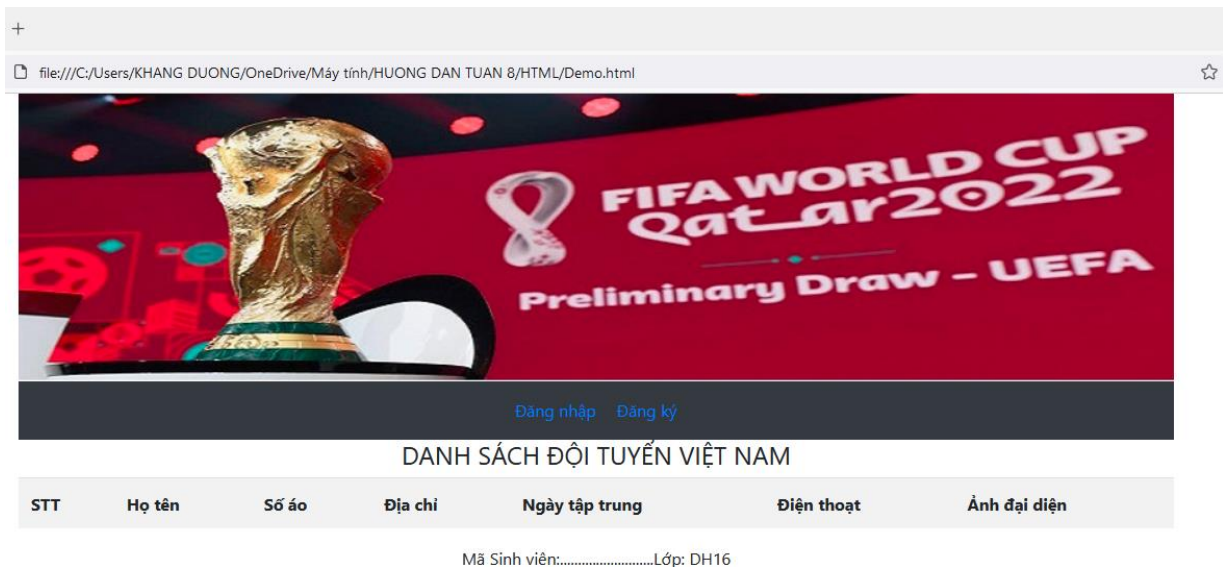 +
file:///C:/Users/KHANG DUONG/OneDrive/Máy tính/HUONG DAN TUAN 8/HTML/Demo.html
FIFA WORLD CUP
Qatar2022
Preliminary Draw – UEFA
Đăng nhập Đăng ký
DANH SÁCH ĐỘI TUYỂN VIỆT NAM
STT Họ tên Số áo Địa chỉ Ngày tập trung Điện thoạt Ảnh đại diện
Mã Sinh viên:..........................Lớp: DH16